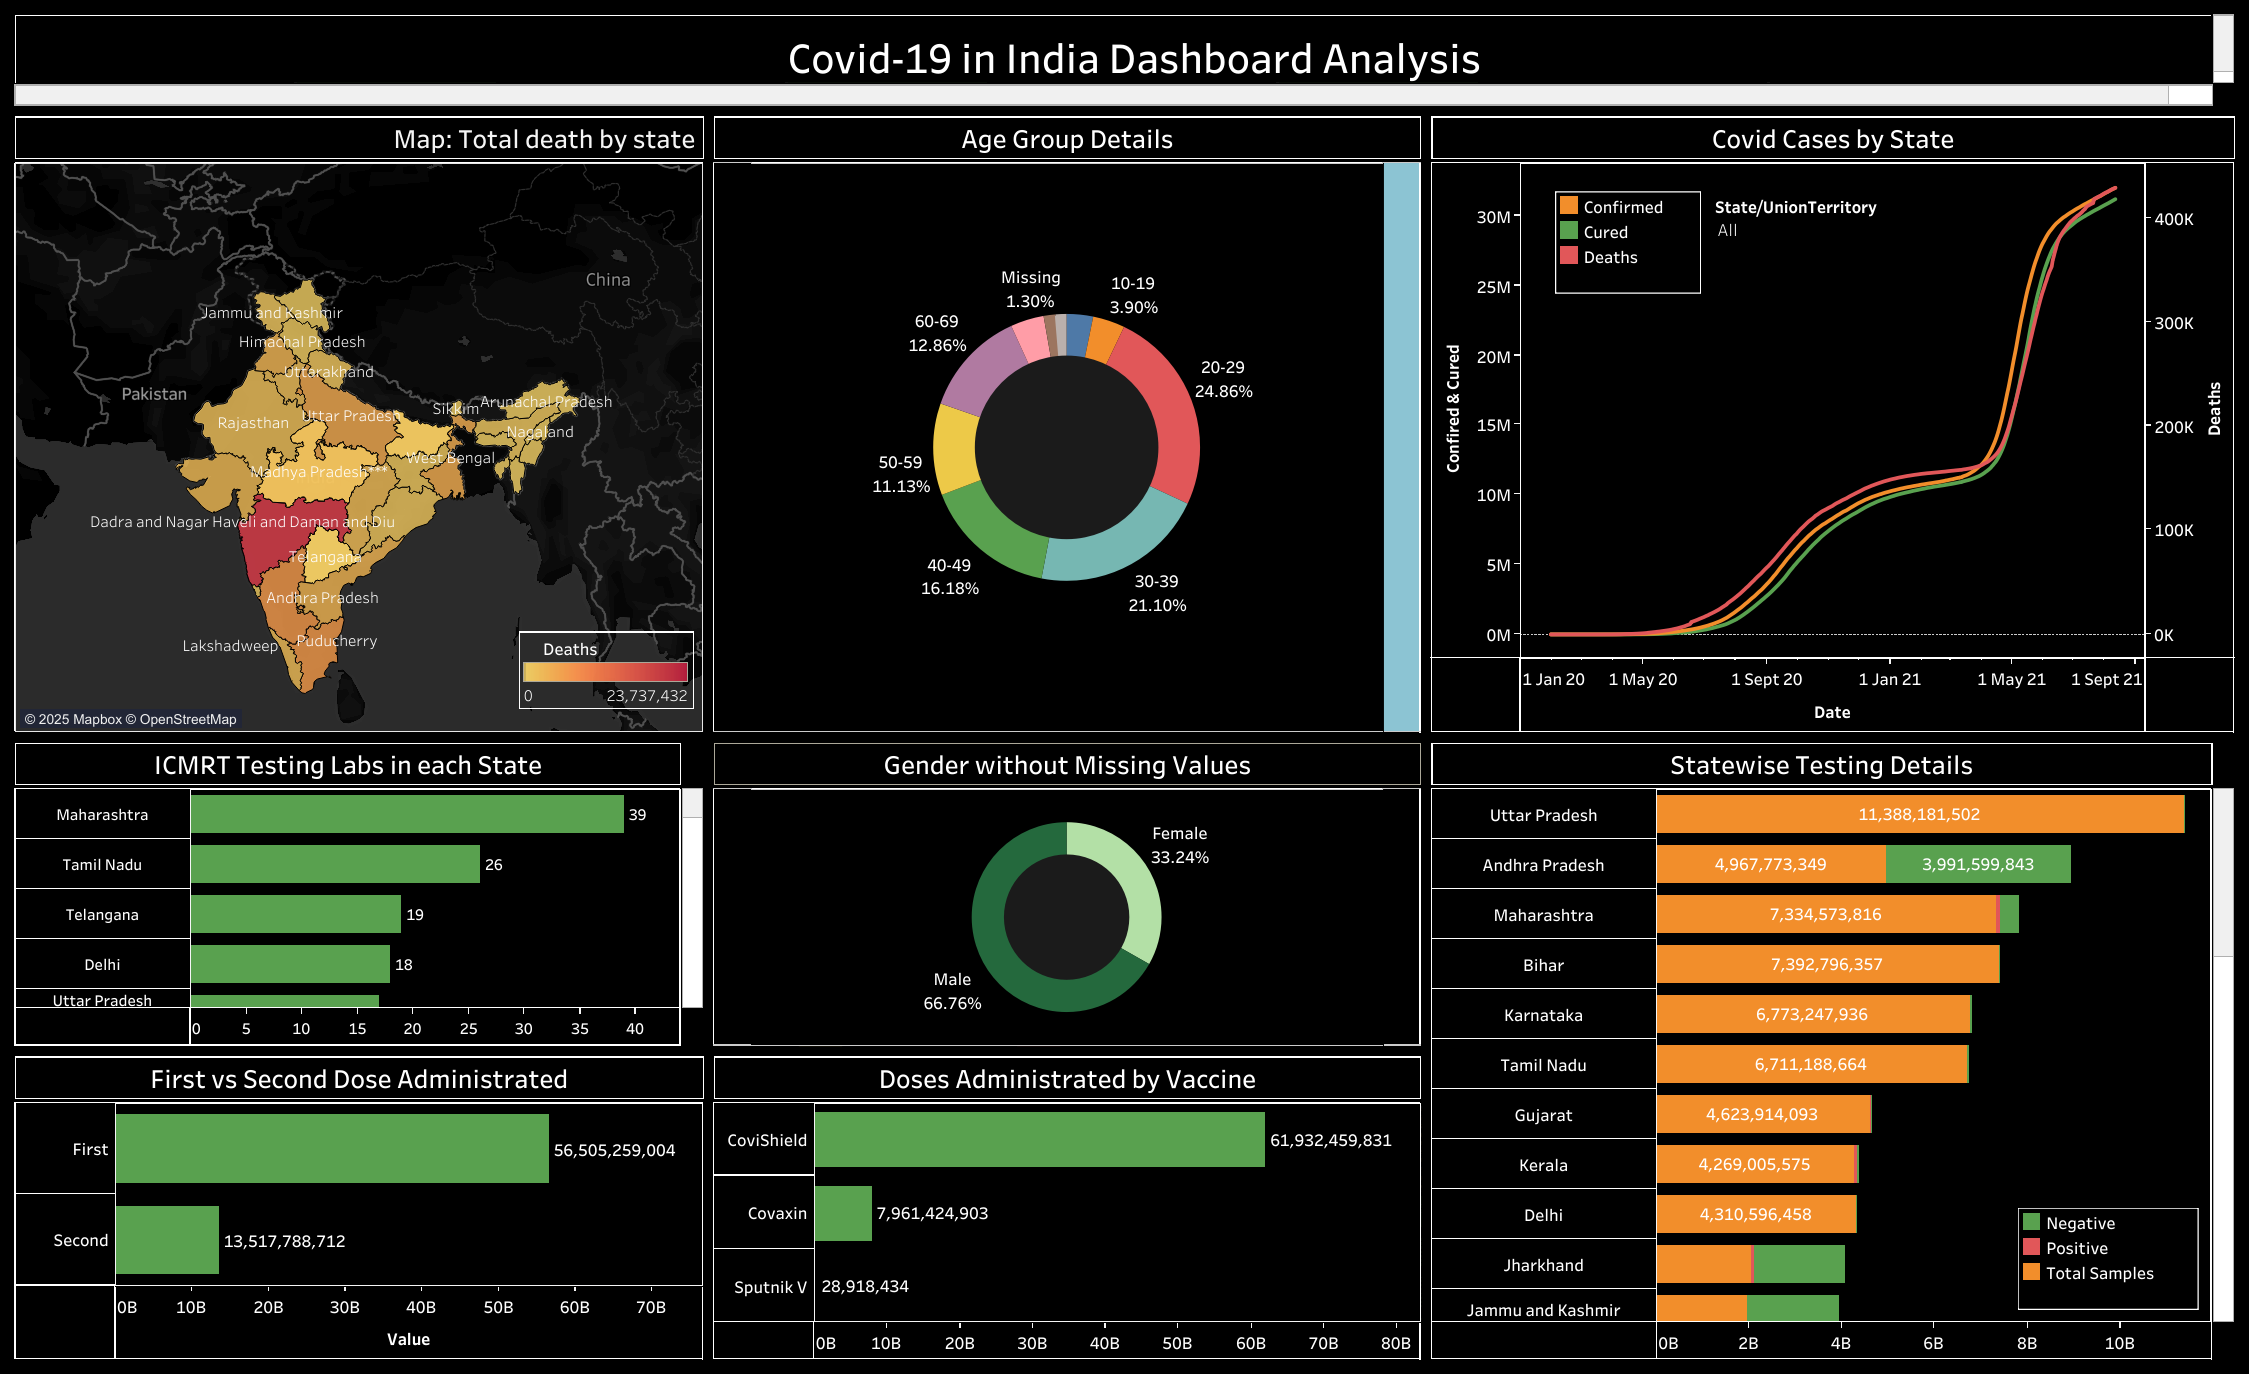 Covid-19 in India Dashboard Analysis
Map: Total death by state
China
Jammu and Kashmir
Himachal Pradesh
Uttarakhand
Pakistan
Sikkim
Arunachal Pradesh
Rajasthan
Uttar Pradesh
Nagaland
West Bengal
Madhya Pradesh***
Dadra and Nagar Haveli and Daman and Diu
Telangana
Andhra Pradesh
Lakshadweep
Puducherry
Deaths
0
23,737,432
© 2025 Mapbox © OpenStreetMap
Age Group Details
Missing
1.30%
10-19
3.90%
60-69
12.86%
20-29
24.86%
50-59
11.13%
40-49
16.18%
30-39
21.10%
Covid Cases by State
Confirmed
Cured
Deaths
State/UnionTerritory
All
30M
25M
20M
15M
10M
5M
0M
Confired & Cured
400K
300K
200K
100K
0K
Deaths
1 Jan 20
1 May 20
1 Sept 20
1 Jan 21
1 May 21
1 Sept 21
Date
ICMRT Testing Labs in each State
Maharashtra
39
Tamil Nadu
26
Telangana
19
Delhi
18
Uttar Pradesh
0
5
10
15
20
25
30
35
40
Gender without Missing Values
Female
33.24%
Male
66.76%
Statewise Testing Details
Uttar Pradesh
11,388,181,502
Andhra Pradesh
4,967,773,349
3,991,599,843
Maharashtra
7,334,573,816
Bihar
7,392,796,357
Karnataka
6,773,247,936
Tamil Nadu
6,711,188,664
Gujarat
4,623,914,093
Kerala
4,269,005,575
Delhi
4,310,596,458
Jharkhand
Jammu and Kashmir
Negative
Positive
Total Samples
0B
2B
4B
6B
8B
10B
First vs Second Dose Administrated
First
56,505,259,004
Second
13,517,788,712
0B
10B
20B
30B
40B
50B
60B
70B
Value
Doses Administrated by Vaccine
CoviShield
61,932,459,831
Covaxin
7,961,424,903
Sputnik V
28,918,434
0B
10B
20B
30B
40B
50B
60B
70B
80B